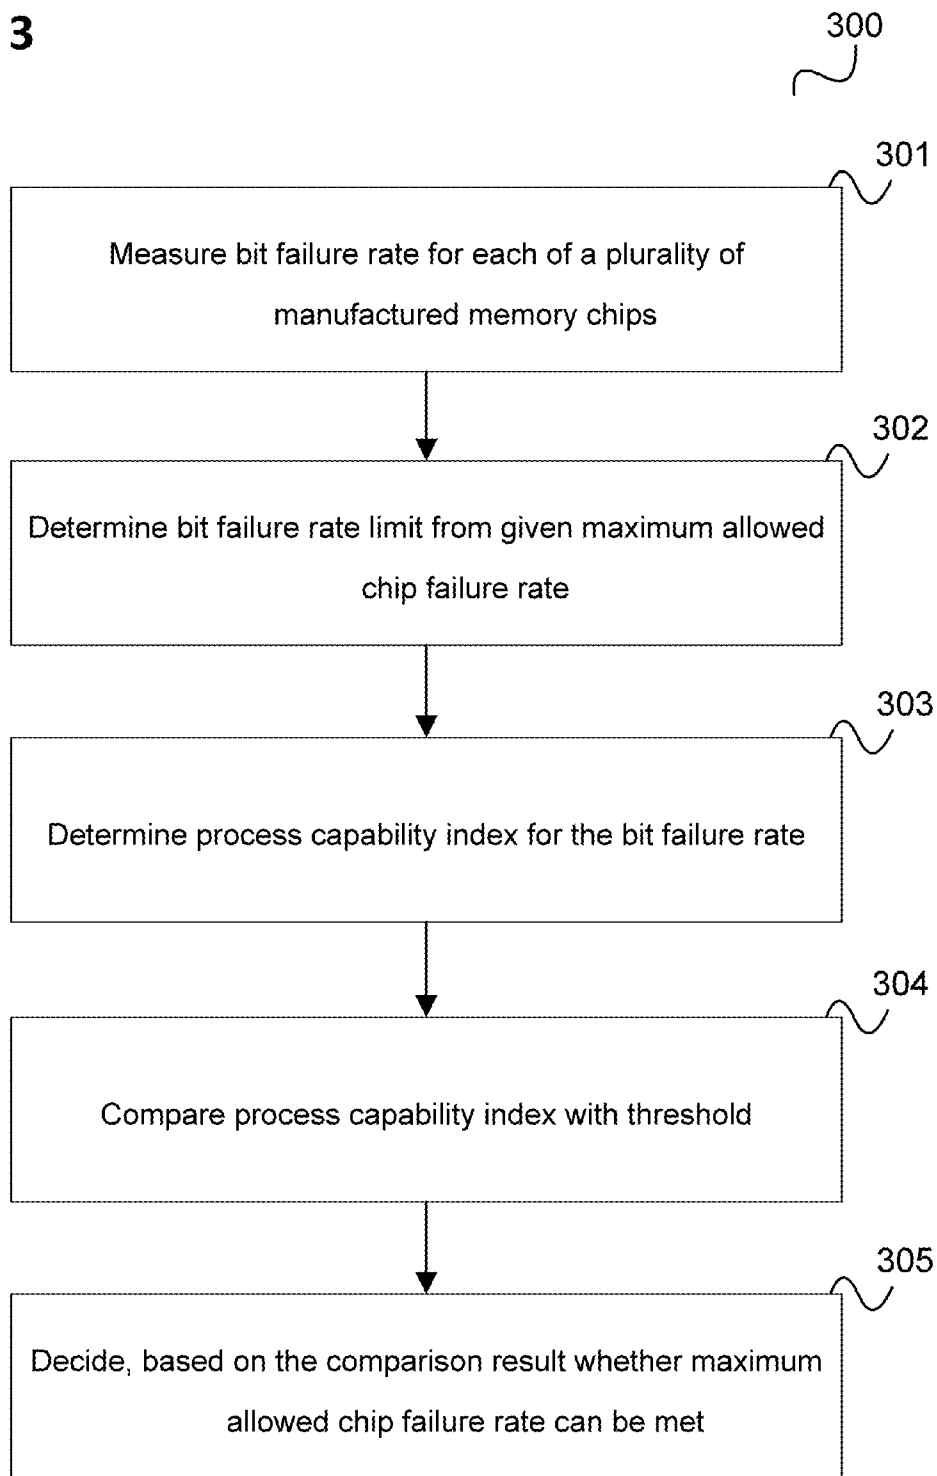 3
300
301
Measure bit failure rate for each of a plurality of
manufactured memory chips
302
Determine bit failure rate limit from given maximum allowed
chip failure rate
303
Determine process capability index for the bit failure rate
304
Compare process capability index with threshold
305
Decide, based on the comparison result whether maximum
allowed chip failure rate can be met